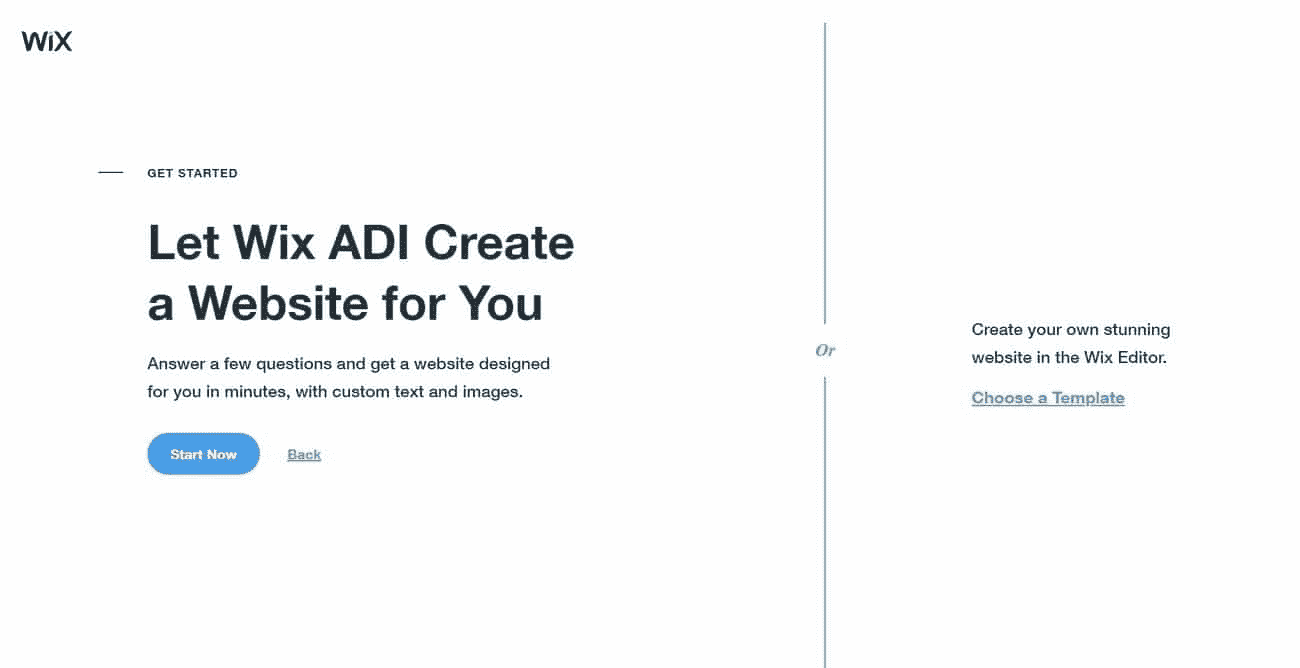 WiX
GET STARTED
Let Wix ADI Create
a Website for You
Answer a few questions and get a website designed
for you in minutes, with custom text and images.
Start Now
Back
Or
Create your own stunning
website in the Wix Editor.
Choose a Template